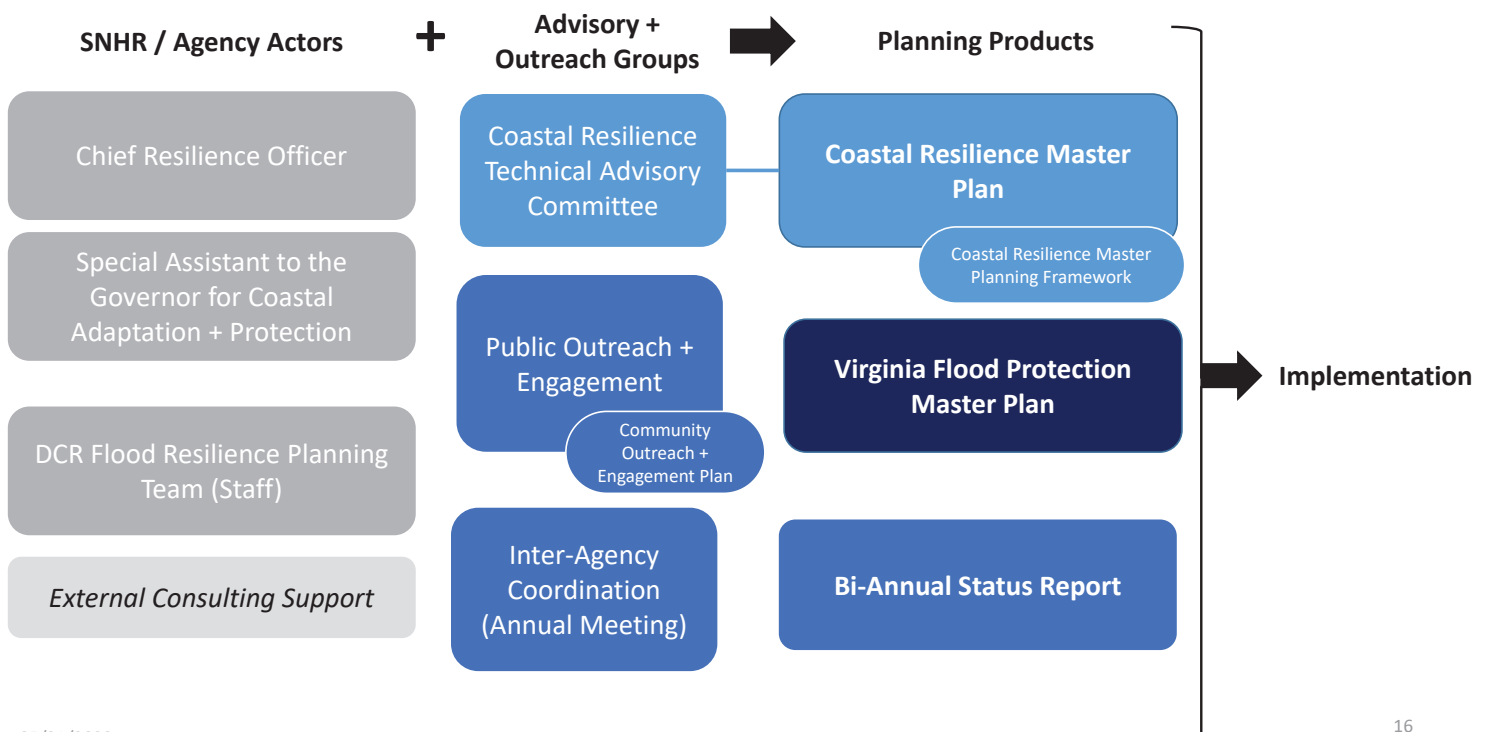 SNHR / Agency Actors
+
Advisory +
Outreach Groups
Planning Products
Chief Resilience Officer
Special Assistant to the
Governor for Coastal
Adaptation + Protection
DCR Flood Resilience Planning
Team (Staff)
External Consulting Support
Coastal Resilience
Technical Advisory
Committee
Public Outreach +
Engagement
Community
Outreach +
Engagement Plan
Inter-Agency
Coordination
(Annual Meeting)
Coastal Resilience Master
Plan
Coastal Resilience Master
Planning Framework
Virginia Flood Protection
Master Plan
Bi-Annual Status Report
Implementation
16